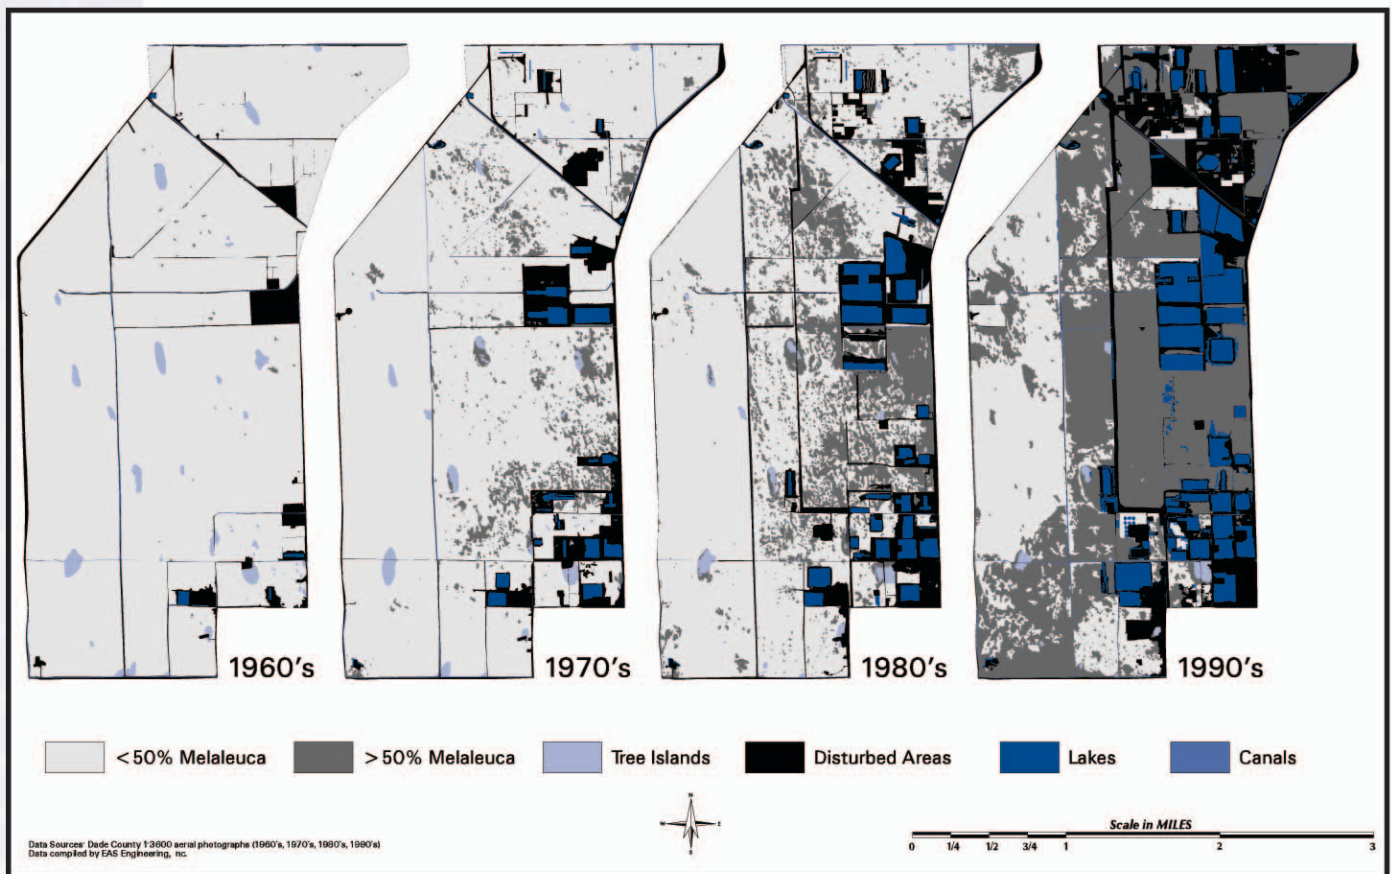 1960's
1970's
1980's
1990's
<50% Melaleuca
>50% Melaleuca
Tree Islands
Disturbed Areas
Lakes
Canals
N
W
E
S
Scale in MILES
0 1/4 1/2 3/4 1 2 3
Data Sources: Dade County 1:3600 aerial photographs (1960's, 1970's, 1980's, 1990's)
Data compiled by EAS Engineering, nc.